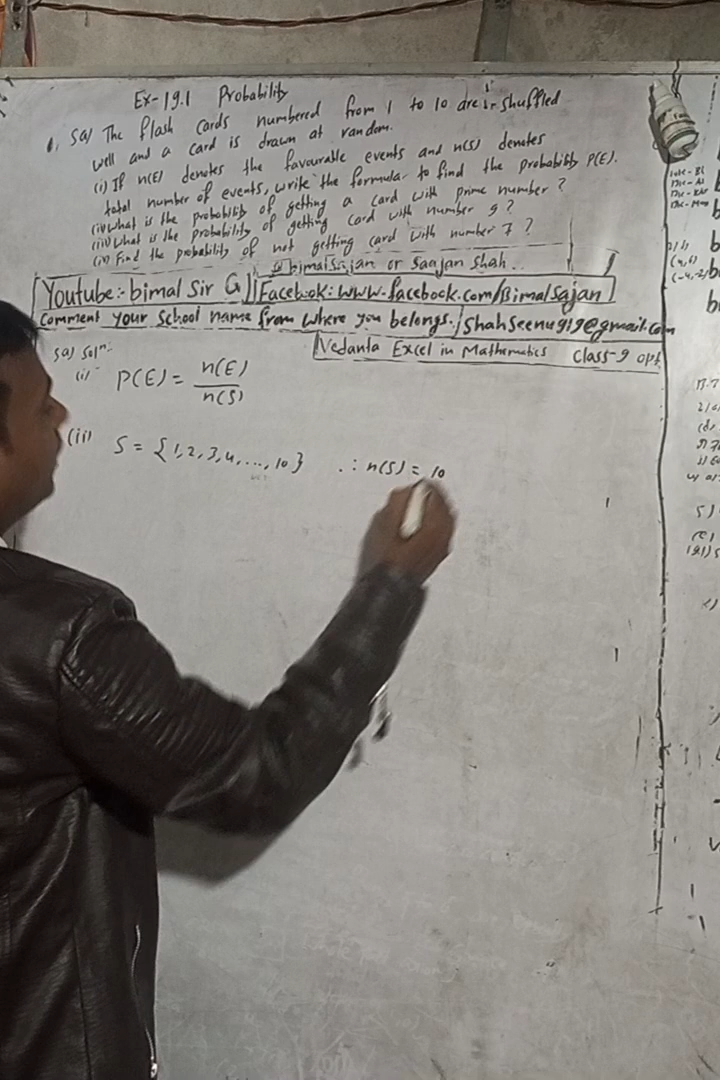 Ex-19.1 Probability
5a) The flash cards numbered from 1 to 10 are shuffled
well and a card is drawn at random.
(i) If n(E) denotes the favourable events and n(S) denotes
total number of events, write the formula to find the probability P(E).
(ii) What is the probability of getting a card with prime number ?
(iii) What is the probability of getting card with number 9 ?
(iv) Find the probability of not getting card with number 7 ?
bimalsajan or Saajan Shah..
Youtube:- bimal Sir G
Facebook: www.facebook.com/BimalSajan
Comment your School name from where you belongs.
Shahseenu919@gmail.com
Vedanta Excel in Mathematics Class-9 opt
5a) Solⁿ:
(i) P(E) = n(E)
n(S)
(ii) S = {1,2,3,4,...,10} ∴ n(S) = 10